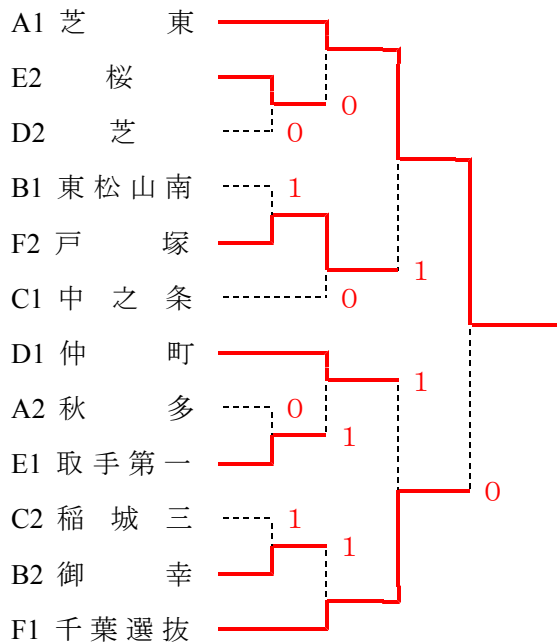 A1 芝 東
0
E2 桜
0
D2 芝
B1 東松山南
1
F2 戸 塚
1
0
C1 中之条
D1 仲 町
1
A2 秋 多
0
1
E1 取手第一
0
C2 稲城三
1
1
B2 御 幸
F1 千葉選抜